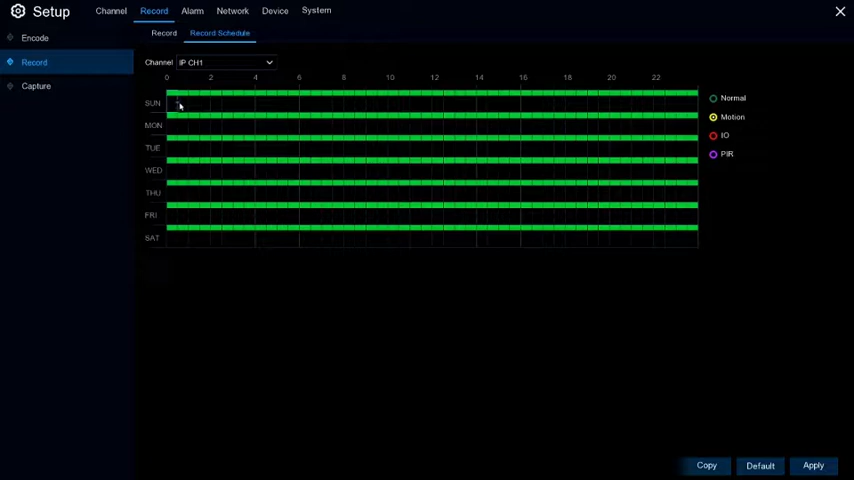 Setup Channel Record Alarm Network Device System
Encode
Record
Capture
Record Record Schedule
Channel IP CH1
0 2 4 6 8 10 12 14 16 18 20 22
SUN
MON
TUE
WED
THU
FRI
SAT
Normal
Motion
IO
PIR
Copy Default Apply